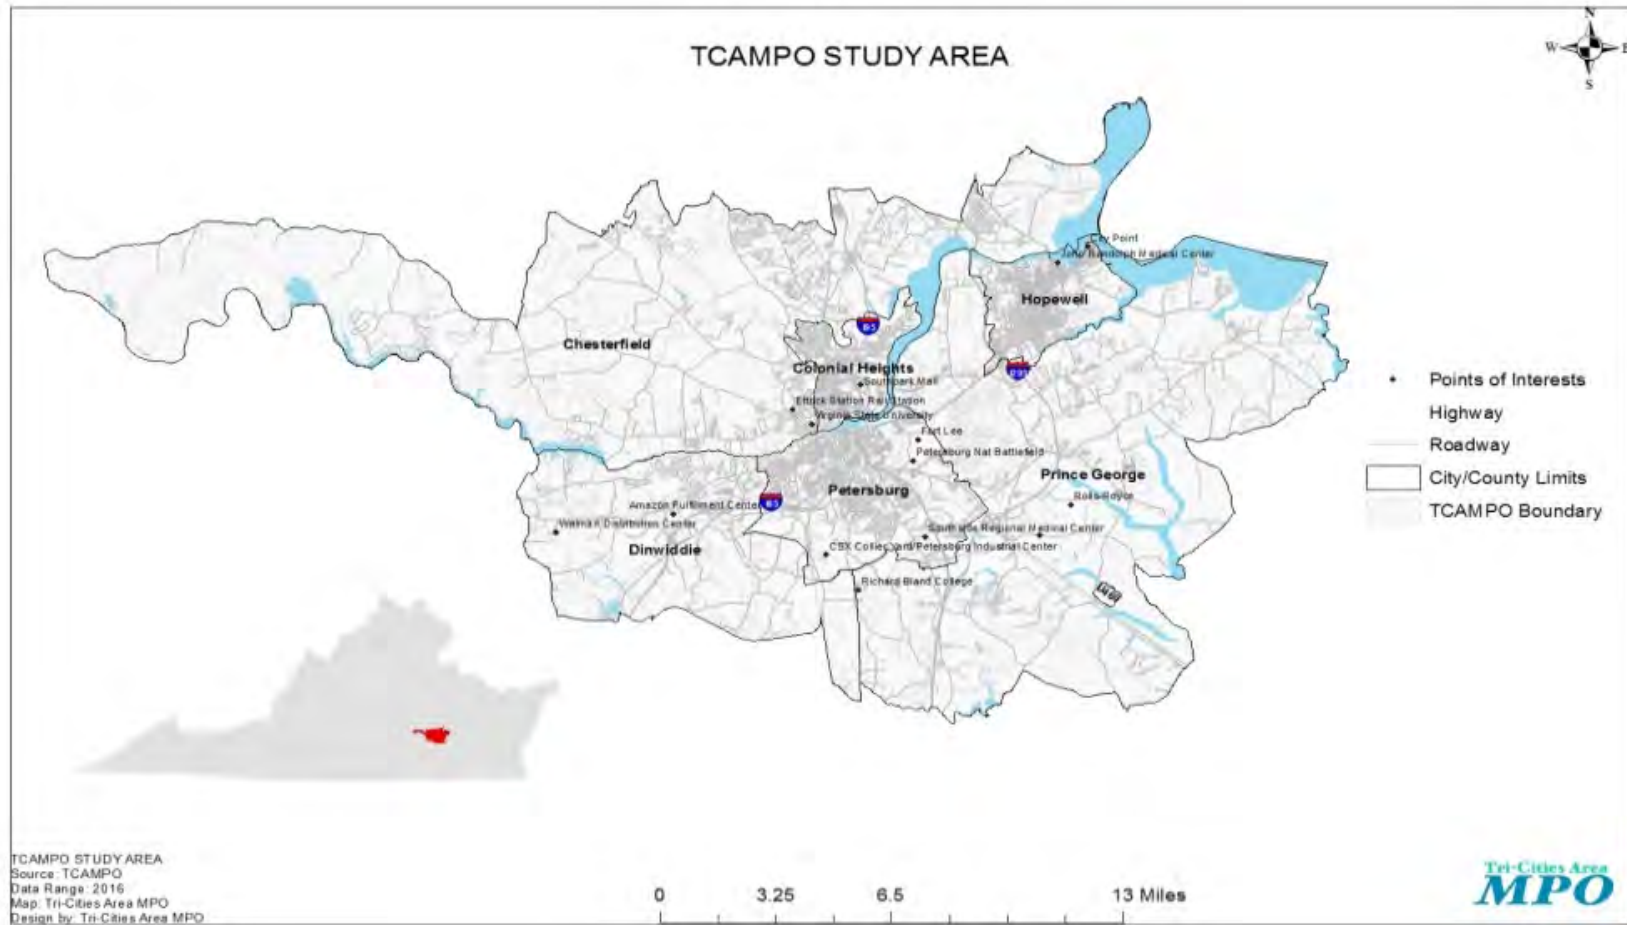 N
W E
S
TCAMPO STUDY AREA
City Point
John Randolph Medical Center
Hopewell
Chesterfield
Colonial Heights
Southpark Mall
Ettrick Station Rail Station
Virginia State University
Fort Lee
Petersburg Nat Battlefield
Prince George
Petersburg
Rolls-Royce
Amazon Fulfilment Center
Walmart Distribution Center
Southside Regional Medical Center
Dinwiddie
CSX Collier Yard/Petersburg Industrial Center
Richard Bland College
Points of Interests
Highway
Roadway
City/County Limits
TCAMPO Boundary
TCAMPO STUDY AREA
Source: TCAMPO
Data Range: 2016
Map: Tri-Cities Area MPO
Design by: Tri-Cities Area MPO
0 3.25 6.5 13 Miles
Tri-Cities Area
MPO